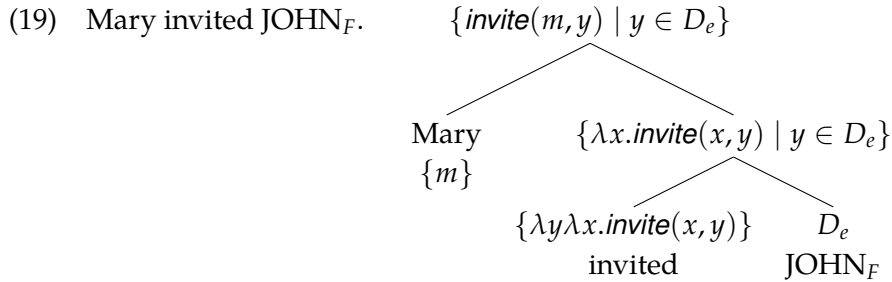 (19) Mary invited JOHN_F. {invite(m, y) | y ∈ D_e}
Mary {λx.invite(x, y) | y ∈ D_e}
{m}
{λyλx.invite(x, y)} D_e
invited JOHN_F